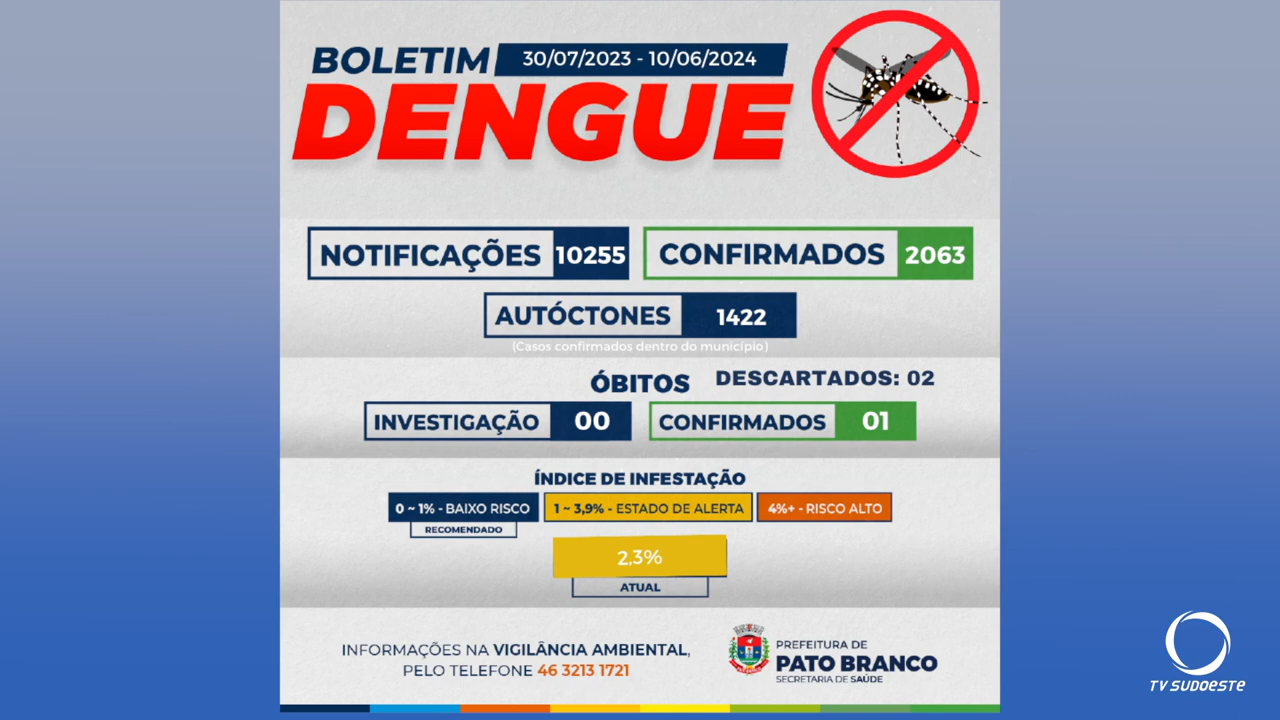 BOLETIM 30/07/2023 - 10/06/2024
DENGUE
NOTIFICAÇÕES 10255 CONFIRMADOS 2063
AUTÓCTONES 1422
(Casos confirmados dentro do município)
ÓBITOS DESCARTADOS: 02
INVESTIGAÇÃO 00 CONFIRMADOS 01
ÍNDICE DE INFESTAÇÃO
0 ~ 1% - BAIXO RISCO 1 ~ 3,9% - ESTADO DE ALERTA 4%+ - RISCO ALTO
RECOMENDADO
2,3%
ATUAL
INFORMAÇÕES NA VIGILÂNCIA AMBIENTAL,
PELO TELEFONE 46 3213 1721
PREFEITURA DE
PATO BRANCO
SECRETARIA DE SAÚDE
TV SUDOESTE